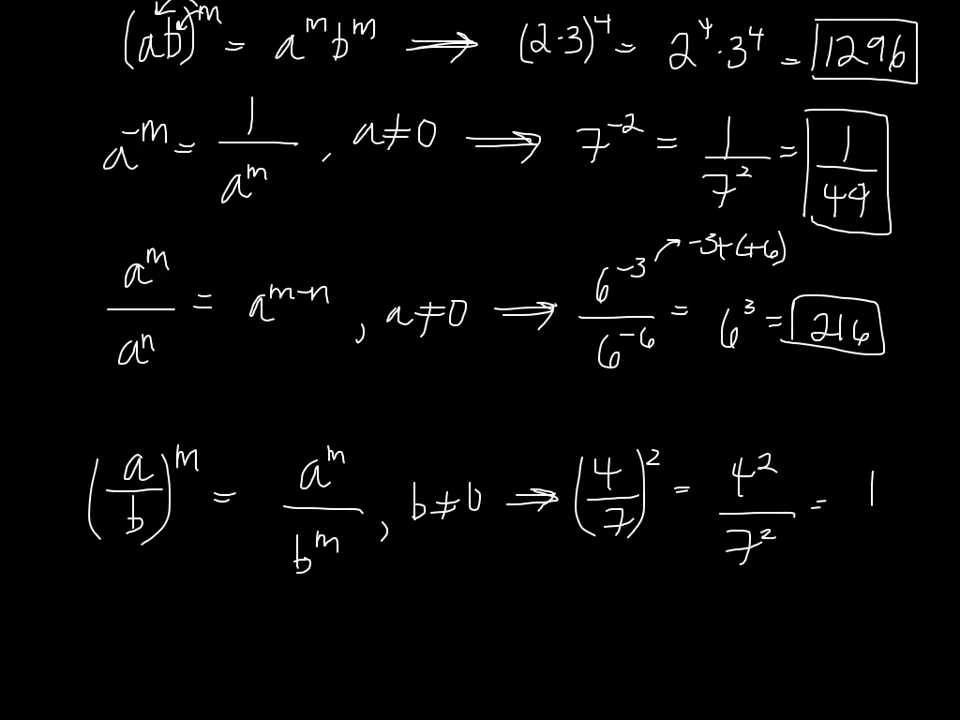 (ab)^m = a^m b^m ⟹ (2·3)^4 = 2^4 · 3^4 = 1296
a^{-m} = 1/a^m , a≠0 ⟹ 7^{-2} = 1/7^2 = 1/49
a^m/a^n = a^{m-n} , a≠0 ⟹ 6^{-3}/6^{-6} → -3+(+6) = 6^3 = 216
(a/b)^m = a^m/b^m , b≠0 ⟹ (4/7)^2 = 4^2/7^2 = 1